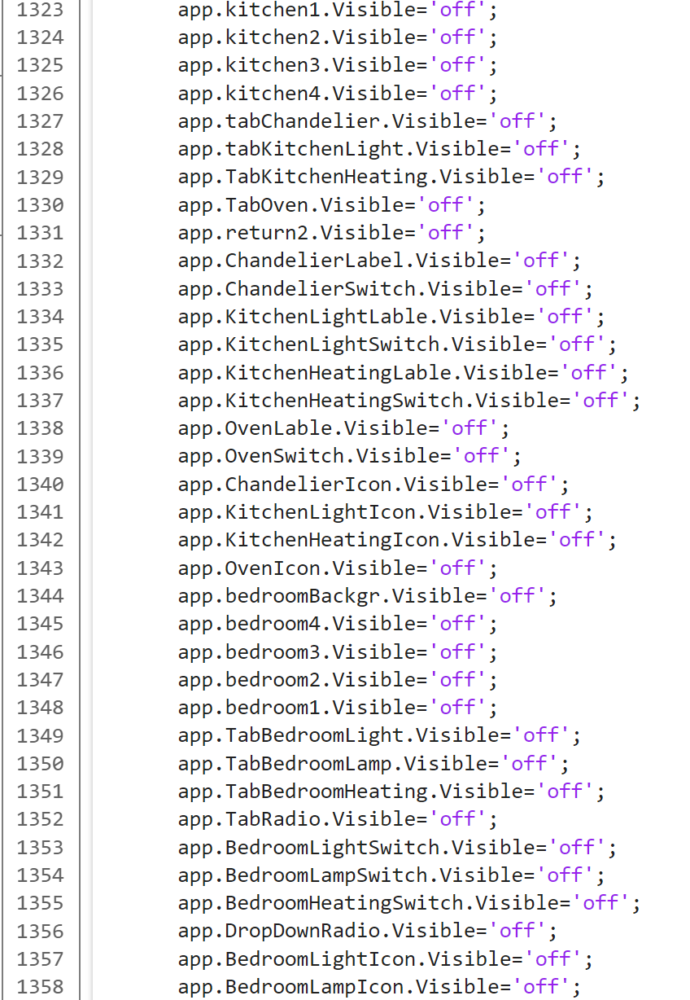 1323 app.kitchen1.Visible='off';
1324 app.kitchen2.Visible='off';
1325 app.kitchen3.Visible='off';
1326 app.kitchen4.Visible='off';
1327 app.tabChandelier.Visible='off';
1328 app.tabKitchenLight.Visible='off';
1329 app.TabKitchenHeating.Visible='off';
1330 app.TabOven.Visible='off';
1331 app.return2.Visible='off';
1332 app.ChandelierLabel.Visible='off';
1333 app.ChandelierSwitch.Visible='off';
1334 app.KitchenLightLable.Visible='off';
1335 app.KitchenLightSwitch.Visible='off';
1336 app.KitchenHeatingLable.Visible='off';
1337 app.KitchenHeatingSwitch.Visible='off';
1338 app.OvenLable.Visible='off';
1339 app.OvenSwitch.Visible='off';
1340 app.ChandelierIcon.Visible='off';
1341 app.KitchenLightIcon.Visible='off';
1342 app.KitchenHeatingIcon.Visible='off';
1343 app.OvenIcon.Visible='off';
1344 app.bedroomBackgr.Visible='off';
1345 app.bedroom4.Visible='off';
1346 app.bedroom3.Visible='off';
1347 app.bedroom2.Visible='off';
1348 app.bedroom1.Visible='off';
1349 app.TabBedroomLight.Visible='off';
1350 app.TabBedroomLamp.Visible='off';
1351 app.TabBedroomHeating.Visible='off';
1352 app.TabRadio.Visible='off';
1353 app.BedroomLightSwitch.Visible='off';
1354 app.BedroomLampSwitch.Visible='off';
1355 app.BedroomHeatingSwitch.Visible='off';
1356 app.DropDownRadio.Visible='off';
1357 app.BedroomLightIcon.Visible='off';
1358 app.BedroomLampIcon.Visible='off';